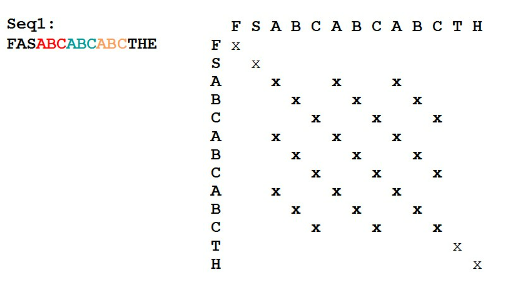 Seq1:
FASABCABCABCTHE
F S A B C A B C A B C T H
F x
S x
A x x x
B x x x
C x x x
A x x x
B x x x
C x x x
A x x x
B x x x
C x x x
T x
H x